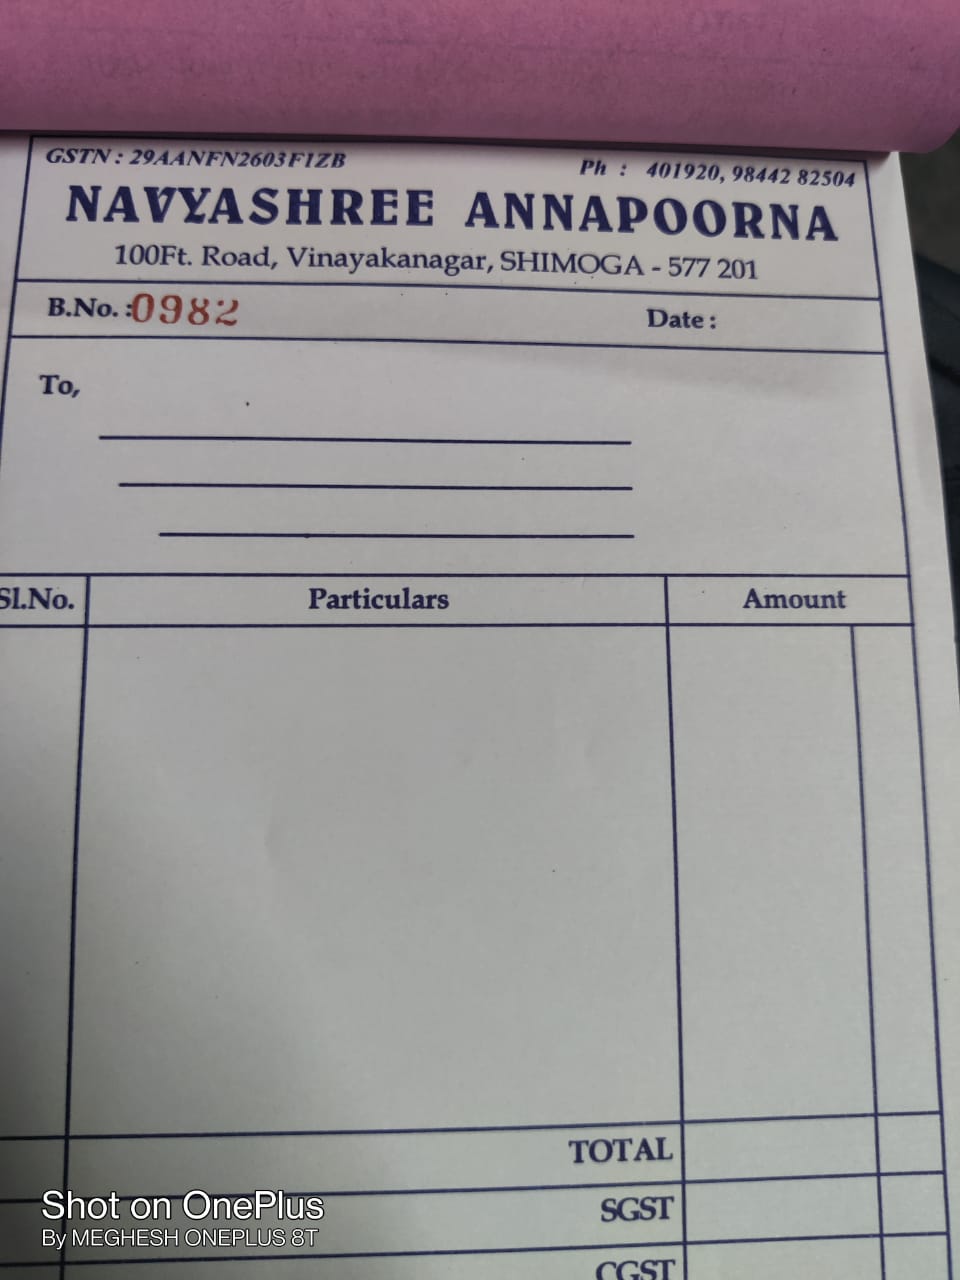 GSTN : 29AANFN2603F1ZB
Ph : 401920, 98442 82504
NAVYASHREE ANNAPOORNA
100Ft. Road, Vinayakanagar, SHIMOGA - 577 201
B.No. :0982
Date :
To,
Sl.No. Particulars Amount
TOTAL
SGST
CGST
Shot on OnePlus
By MEGHESH ONEPLUS 8T